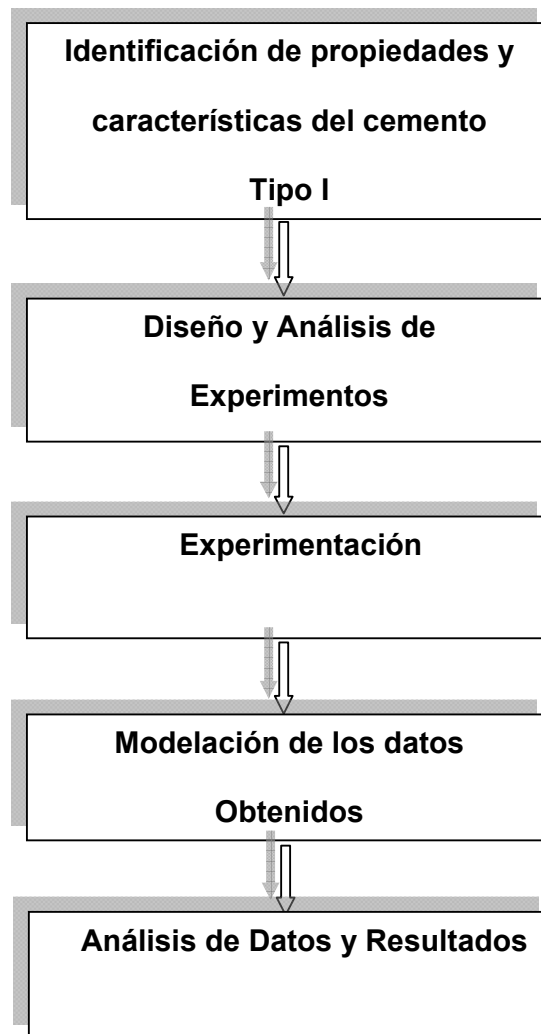 Identificación de propiedades y
características del cemento
Tipo I
Diseño y Análisis de
Experimentos
Experimentación
Modelación de los datos
Obtenidos
Análisis de Datos y Resultados